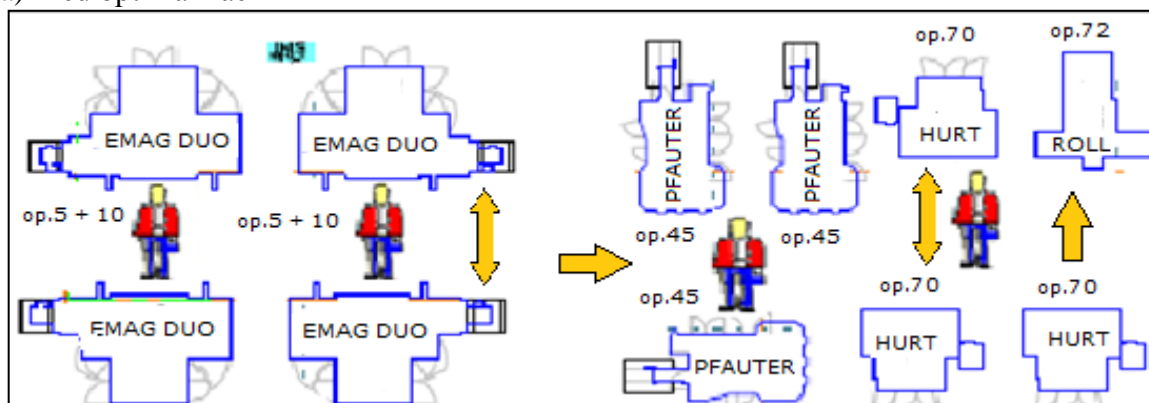 op.70
op.72
EMAG DUO
EMAG DUO
PFAUTER
PFAUTER
HURT
ROLL
op.5 + 10
op.5 + 10
op.45
op.45
op.45
op.70
op.70
EMAG DUO
EMAG DUO
PFAUTER
HURT
HURT